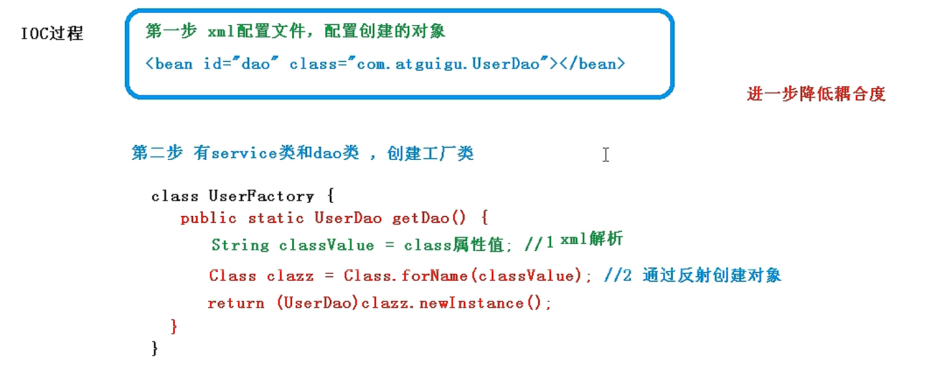 IOC过程
第一步 xml配置文件，配置创建的对象
<bean id="dao" class="com.atguigu.UserDao"></bean>
进一步降低耦合度
第二步 有service类和dao类 ，创建工厂类
class UserFactory {
public static UserDao getDao() {
String classValue = class属性值; //1 xml解析
Class clazz = Class.forName(classValue); //2 通过反射创建对象
return (UserDao)clazz.newInstance();
}
}